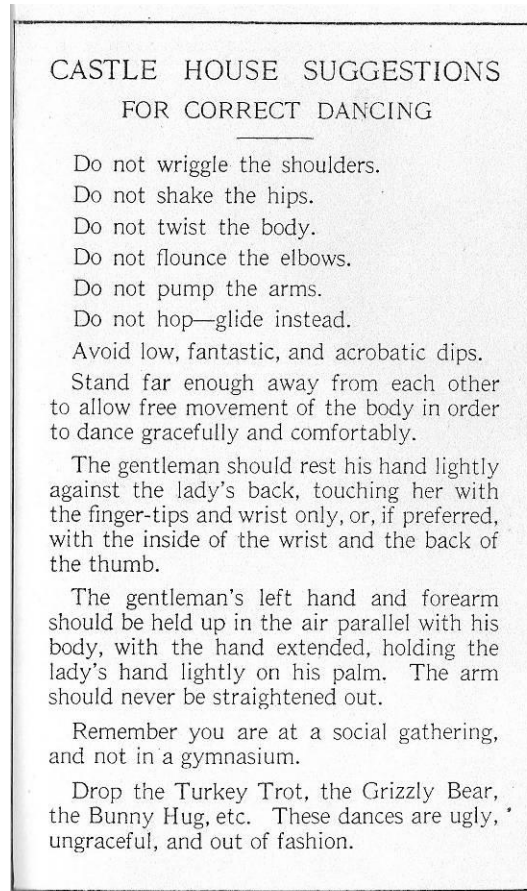 CASTLE HOUSE SUGGESTIONS
FOR CORRECT DANCING
Do not wriggle the shoulders.
Do not shake the hips.
Do not twist the body.
Do not flounce the elbows.
Do not pump the arms.
Do not hop—glide instead.
Avoid low, fantastic, and acrobatic dips.
Stand far enough away from each other
to allow free movement of the body in order
to dance gracefully and comfortably.
The gentleman should rest his hand lightly
against the lady's back, touching her with
the finger-tips and wrist only, or, if preferred,
with the inside of the wrist and the back of
the thumb.
The gentleman's left hand and forearm
should be held up in the air parallel with his
body, with the hand extended, holding the
lady's hand lightly on his palm. The arm
should never be straightened out.
Remember you are at a social gathering,
and not in a gymnasium.
Drop the Turkey Trot, the Grizzly Bear,
the Bunny Hug, etc. These dances are ugly,
ungraceful, and out of fashion.